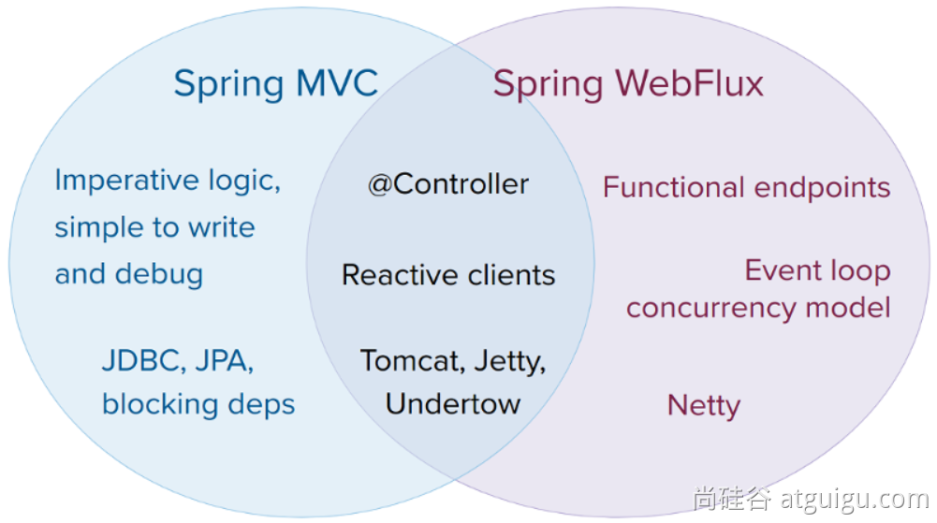 Spring MVC
Spring WebFlux
Imperative logic,
simple to write
and debug
JDBC, JPA,
blocking deps
@Controller
Reactive clients
Tomcat, Jetty,
Undertow
Functional endpoints
Event loop
concurrency model
Netty
尚硅谷 atguigu.com